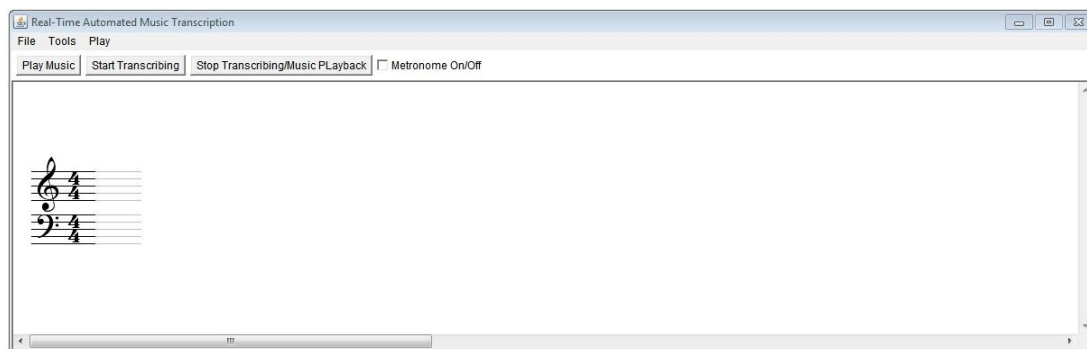 Real-Time Automated Music Transcription
File Tools Play
Play Music Start Transcribing Stop Transcribing/Music PLayback Metronome On/Off
4 4
4 4